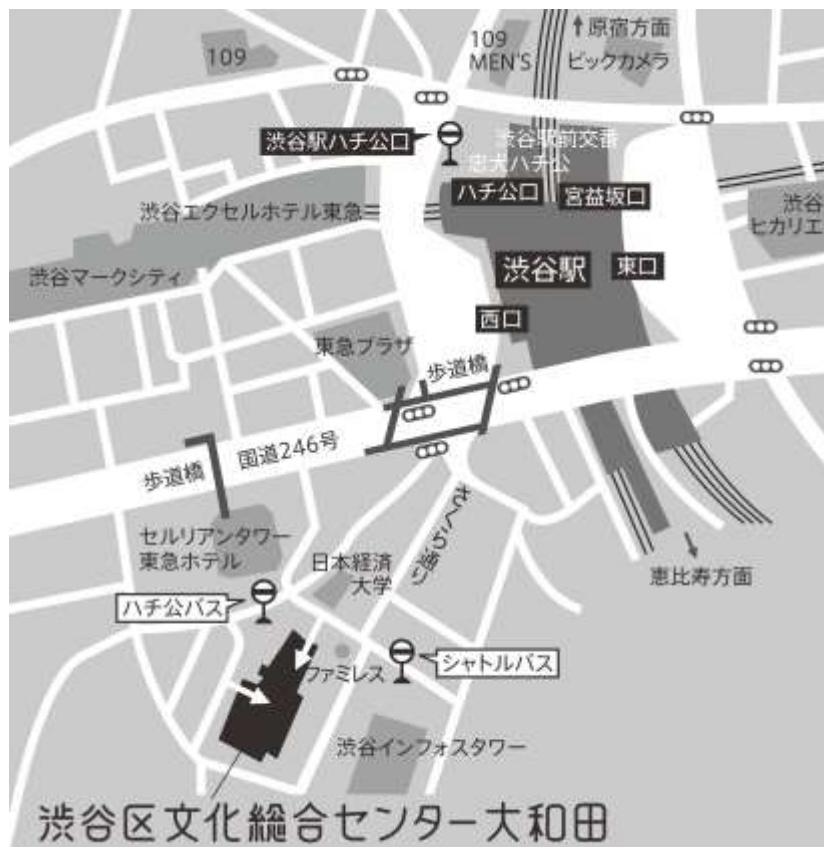 ↑原宿方面
109
MEN'S
ビックカメラ
109
渋谷駅ハチ公口
渋谷駅前交番
忠犬ハチ公
ハチ公口
宮益坂口
渋谷エクセルホテル東急
渋谷
ヒカリエ
渋谷マークシティ
渋谷駅
東口
西口
東急プラザ
歩道橋
国道246号
歩道橋
さくら通り
セルリアンタワー
東急ホテル
日本経済
大学
恵比寿方面
ハチ公バス
ファミレス
シャトルバス
渋谷インフォスタワー
渋谷区文化総合センター大和田